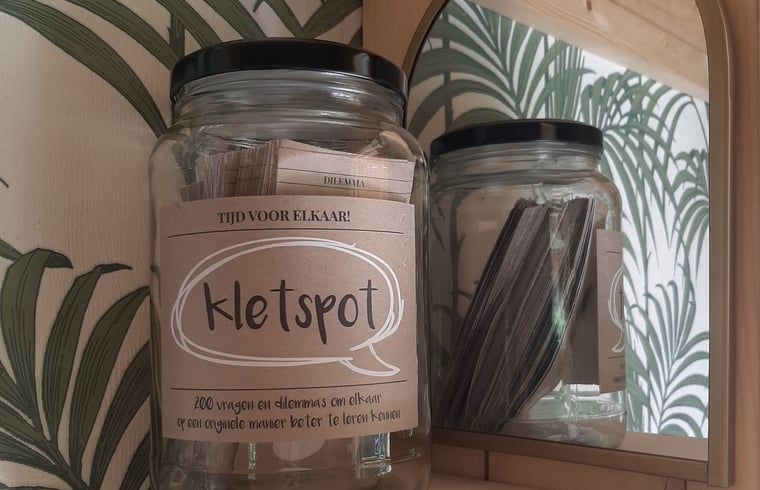 DILEMMA
TIJD VOOR ELKAAR!
kletspot
200 vragen en dilemmas om elkaar
op een originele manier beter te leren kennen